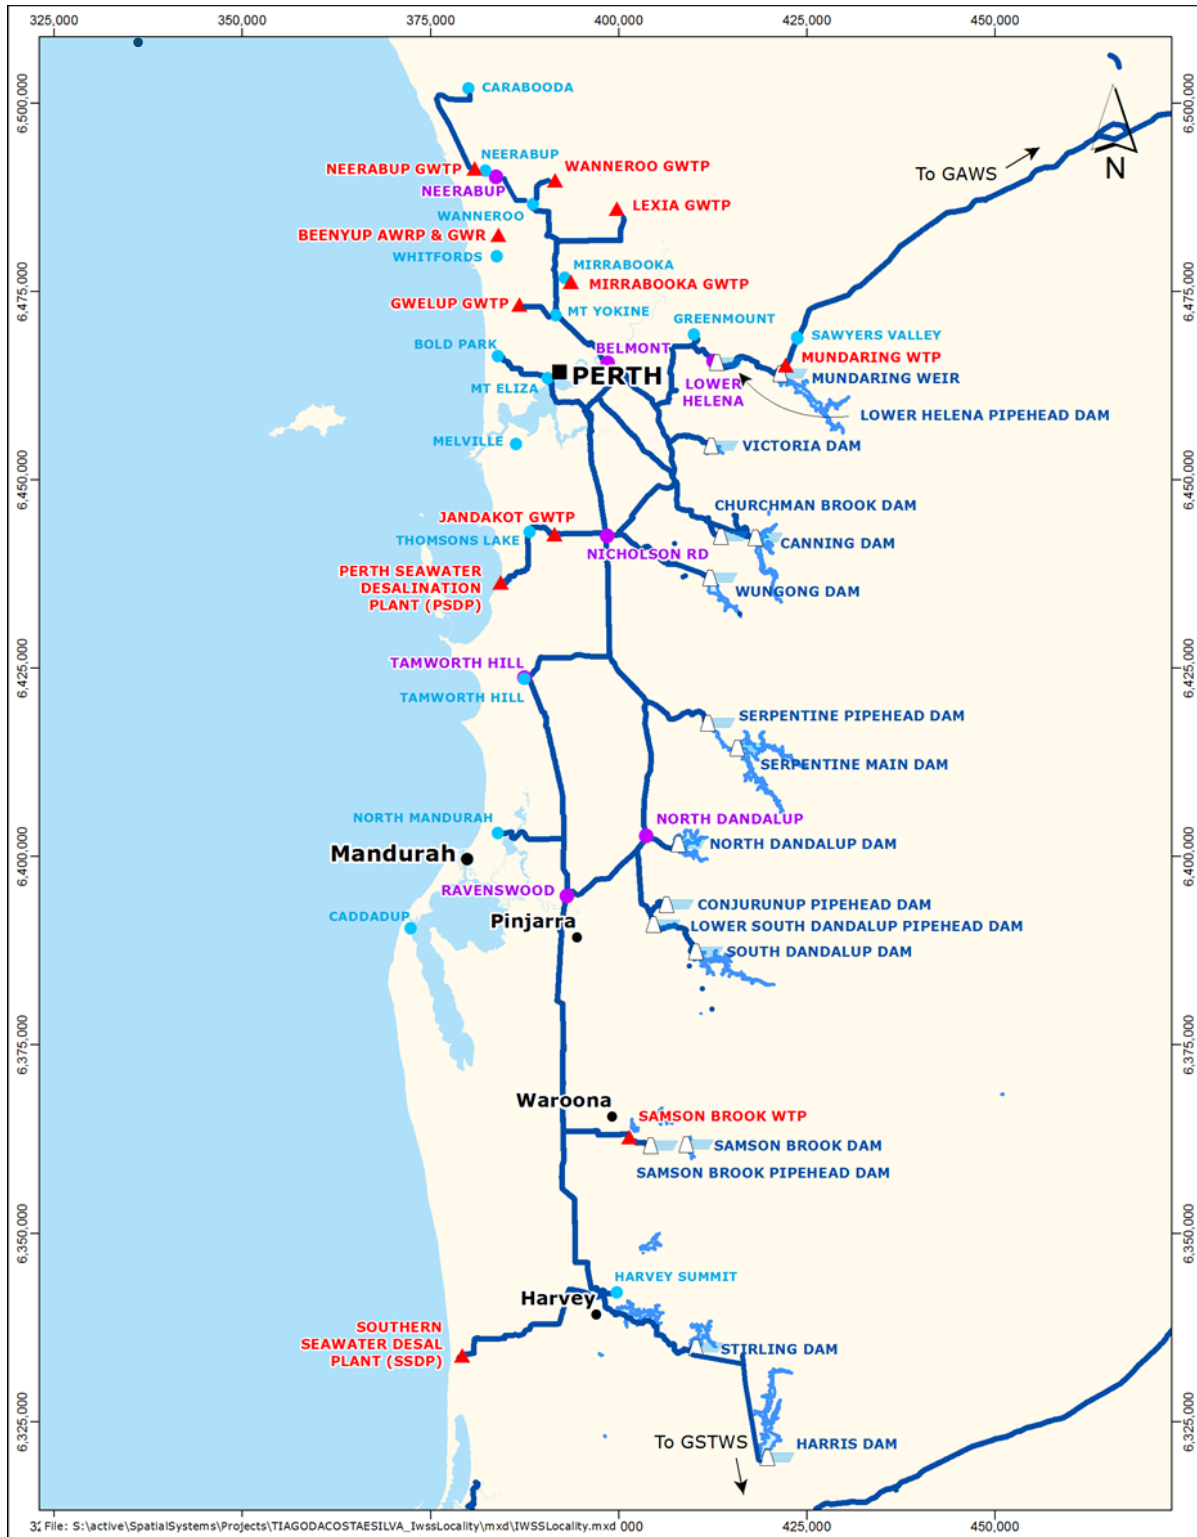 325,000
350,000
375,000
400,000
425,000
450,000
6,500,000
6,500,000
CARABOODA
NEERABUP
NEERABUP GWTP
WANNEROO GWTP
To GAWS
N
NEERABUP
LEXIA GWTP
WANNEROO
BEENYUP AWRP & GWR
WHITFORDS
MIRRABOOKA
MIRRABOOKA GWTP
6,475,000
6,475,000
GWELUP GWTP
MT YOKINE
GREENMOUNT
SAWYERS VALLEY
BOLD PARK
BELMONT
MUNDARING WTP
PERTH
MT ELIZA
LOWER
HELENA
MUNDARING WEIR
LOWER HELENA PIPEHEAD DAM
MELVILLE
VICTORIA DAM
6,450,000
6,450,000
CHURCHMAN BROOK DAM
JANDAKOT GWTP
THOMSONS LAKE
CANNING DAM
NICHOLSON RD
PERTH SEAWATER
DESALINATION
PLANT (PSDP)
WUNGONG DAM
6,425,000
6,425,000
TAMWORTH HILL
TAMWORTH HILL
SERPENTINE PIPEHEAD DAM
SERPENTINE MAIN DAM
NORTH MANDURAH
NORTH DANDALUP
NORTH DANDALUP DAM
6,400,000
6,400,000
Mandurah
RAVENSWOOD
CONJURUNUP PIPEHEAD DAM
CADDADUP
Pinjarra
LOWER SOUTH DANDALUP PIPEHEAD DAM
SOUTH DANDALUP DAM
6,375,000
6,375,000
Waroona
SAMSON BROOK WTP
SAMSON BROOK DAM
SAMSON BROOK PIPEHEAD DAM
6,350,000
6,350,000
HARVEY SUMMIT
Harvey
SOUTHERN
SEAWATER DESAL
PLANT (SSDP)
STIRLING DAM
6,325,000
6,325,000
To GSTWS
HARRIS DAM
32 File: S:\active\SpatialSystems\Projects\TIAGODACOSTAESILVA_IwssLocality\mxd\IWSSLocality.mxd 000
425,000
450,000